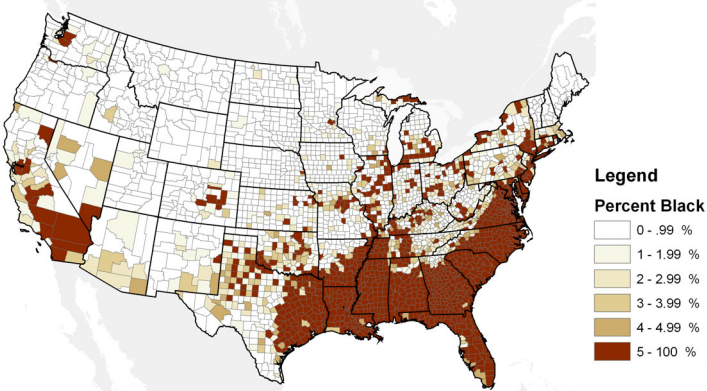 Legend
Percent Black
0 - .99 %
1 - 1.99 %
2 - 2.99 %
3 - 3.99 %
4 - 4.99 %
5 - 100 %